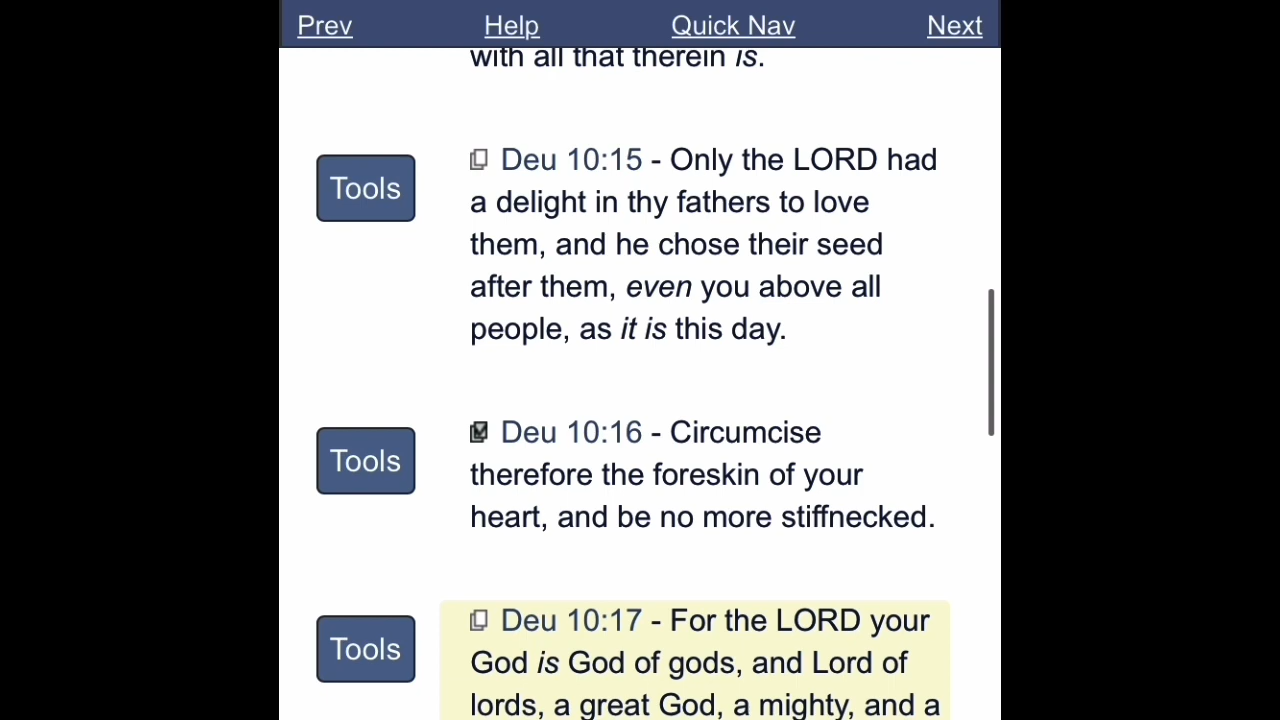 Prev Help Quick Nav Next
with all that therein is.
Tools
Deu 10:15 - Only the LORD had
a delight in thy fathers to love
them, and he chose their seed
after them, even you above all
people, as it is this day.
Tools
Deu 10:16 - Circumcise
therefore the foreskin of your
heart, and be no more stiffnecked.
Tools
Deu 10:17 - For the LORD your
God is God of gods, and Lord of
lords, a great God, a mighty, and a